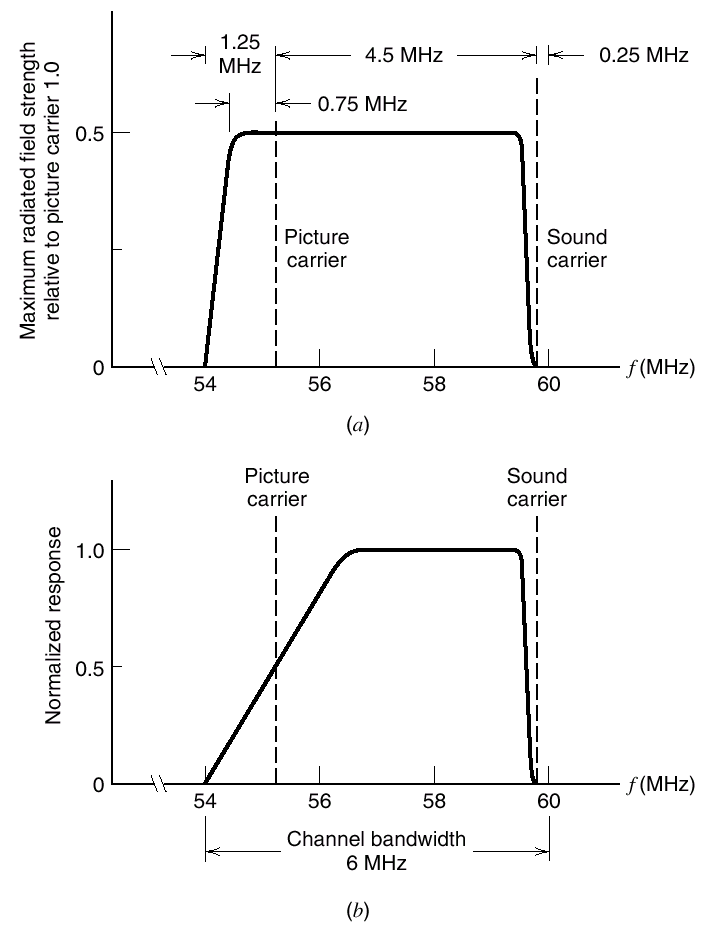 1.25
MHz
4.5 MHz
0.25 MHz
0.75 MHz
Maximum radiated field strength
relative to picture carrier 1.0
0.5
0
Picture
carrier
Sound
carrier
54
56
58
60
f (MHz)
(a)
Picture
carrier
Sound
carrier
Normalized response
1.0
0.5
0
54
56
58
60
f (MHz)
Channel bandwidth
6 MHz
(b)